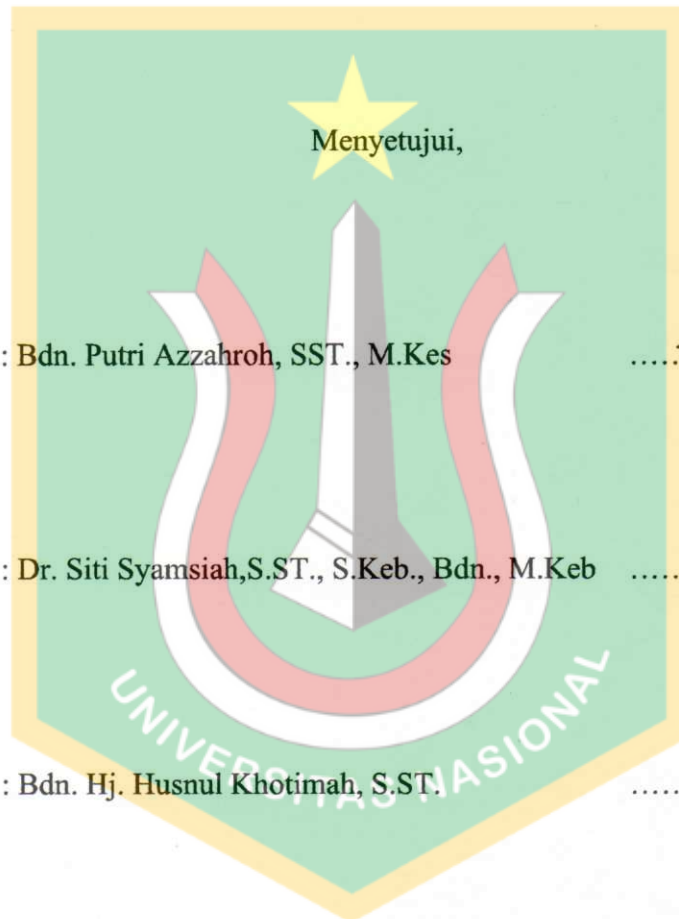 Menyetujui,
: Bdn. Putri Azzahroh, SST., M.Kes .....
: Dr. Siti Syamsiah,S.ST., S.Keb., Bdn., M.Keb .....
: Bdn. Hj. Husnul Khotimah, S.ST. .....
UNIVERSITAS NASIONAL